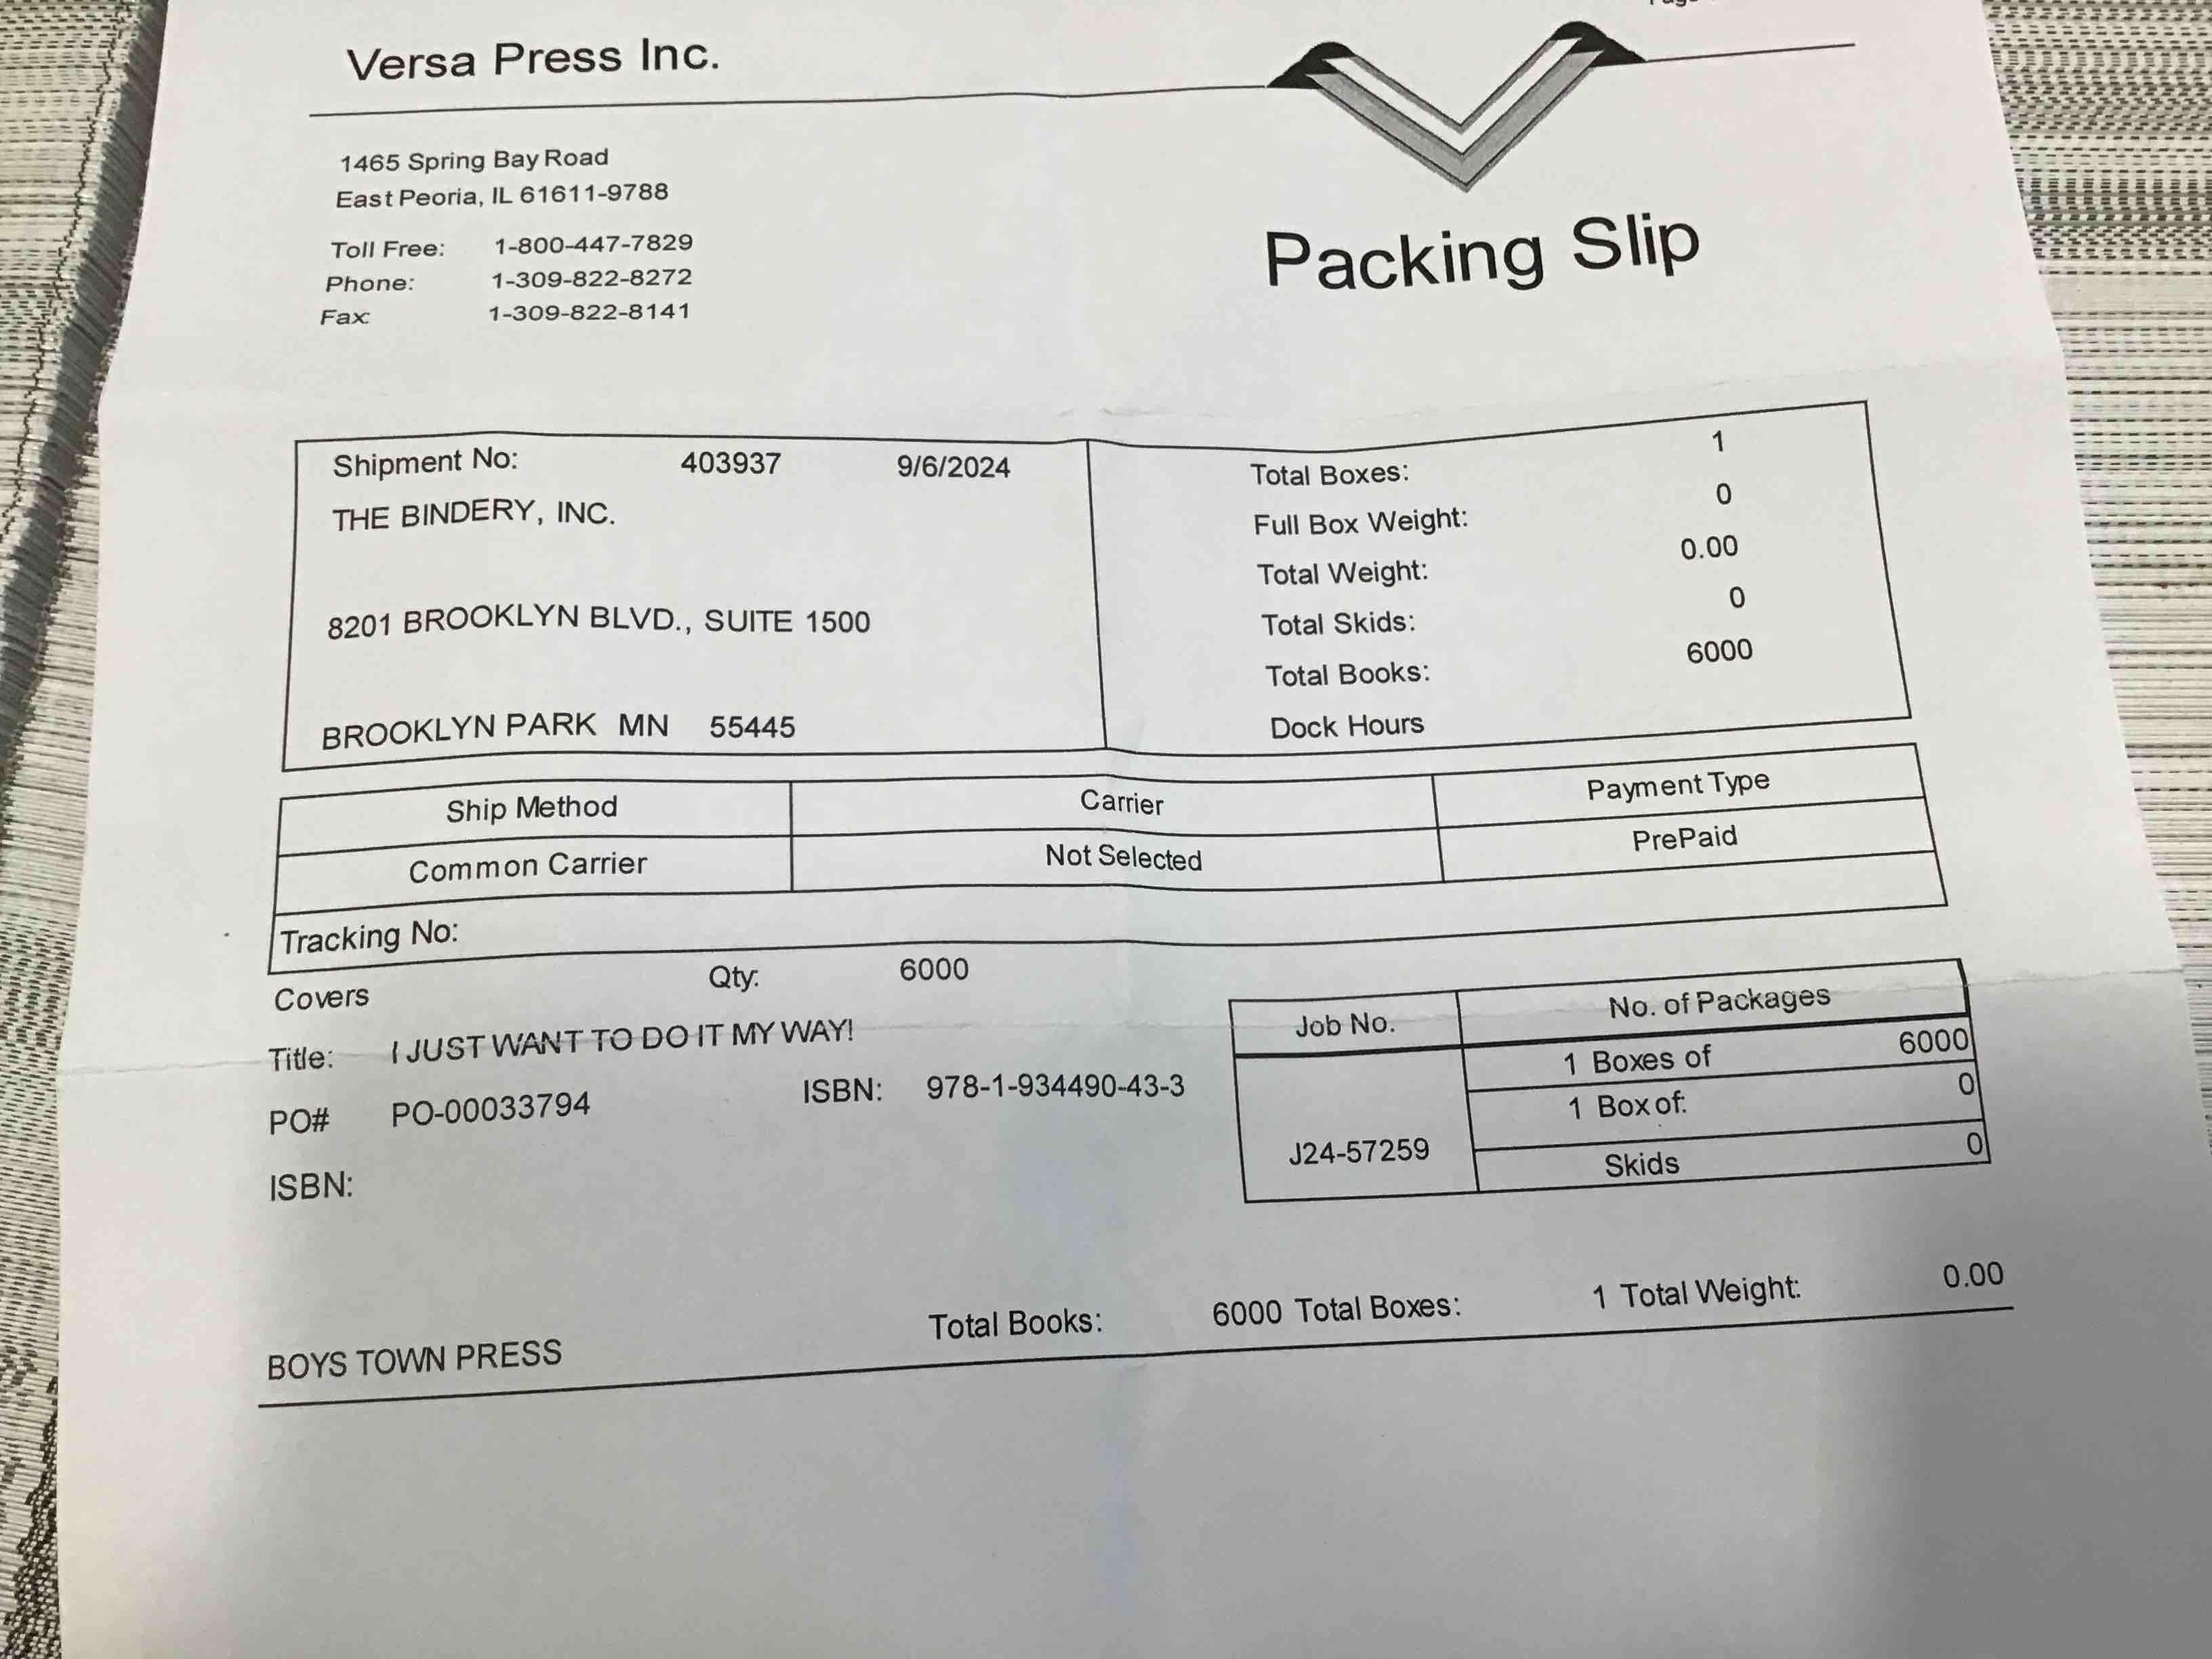 Versa Press Inc.
1465 Spring Bay Road
East Peoria, IL 61611-9788
Toll Free: 1-800-447-7829
Phone: 1-309-822-8272
Fax: 1-309-822-8141
Packing Slip
Shipment No: 403937 9/6/2024
THE BINDERY, INC.
8201 BROOKLYN BLVD., SUITE 1500
BROOKLYN PARK MN 55445
Total Boxes: 1
Full Box Weight: 0
Total Weight: 0.00
Total Skids: 0
Total Books: 6000
Dock Hours
Ship Method Carrier Payment Type
Common Carrier Not Selected PrePaid
Tracking No:
Covers Qty: 6000
Title: I JUST WANT TO DO IT MY WAY!
PO# PO-00033794 ISBN: 978-1-934490-43-3
ISBN:
Job No. No. of Packages
1 Boxes of 6000
1 Box of: 0
J24-57259
Skids 0
Total Books: 6000 Total Boxes: 1 Total Weight: 0.00
BOYS TOWN PRESS